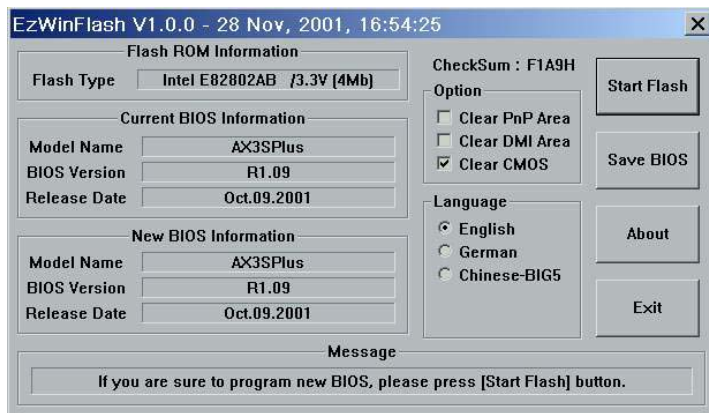 EzWinFlash V1.0.0 - 28 Nov, 2001, 16:54:25
Flash ROM Information
Flash Type Intel E82802AB /3.3V (4Mb)
Current BIOS Information
Model Name AX3SPlus
BIOS Version R1.09
Release Date Oct.09.2001
New BIOS Information
Model Name AX3SPlus
BIOS Version R1.09
Release Date Oct.09.2001
CheckSum : F1A9H
Option
Clear PnP Area
Clear DMI Area
Clear CMOS
Language
English
German
Chinese-BIG5
Start Flash
Save BIOS
About
Exit
Message
If you are sure to program new BIOS, please press [Start Flash] button.